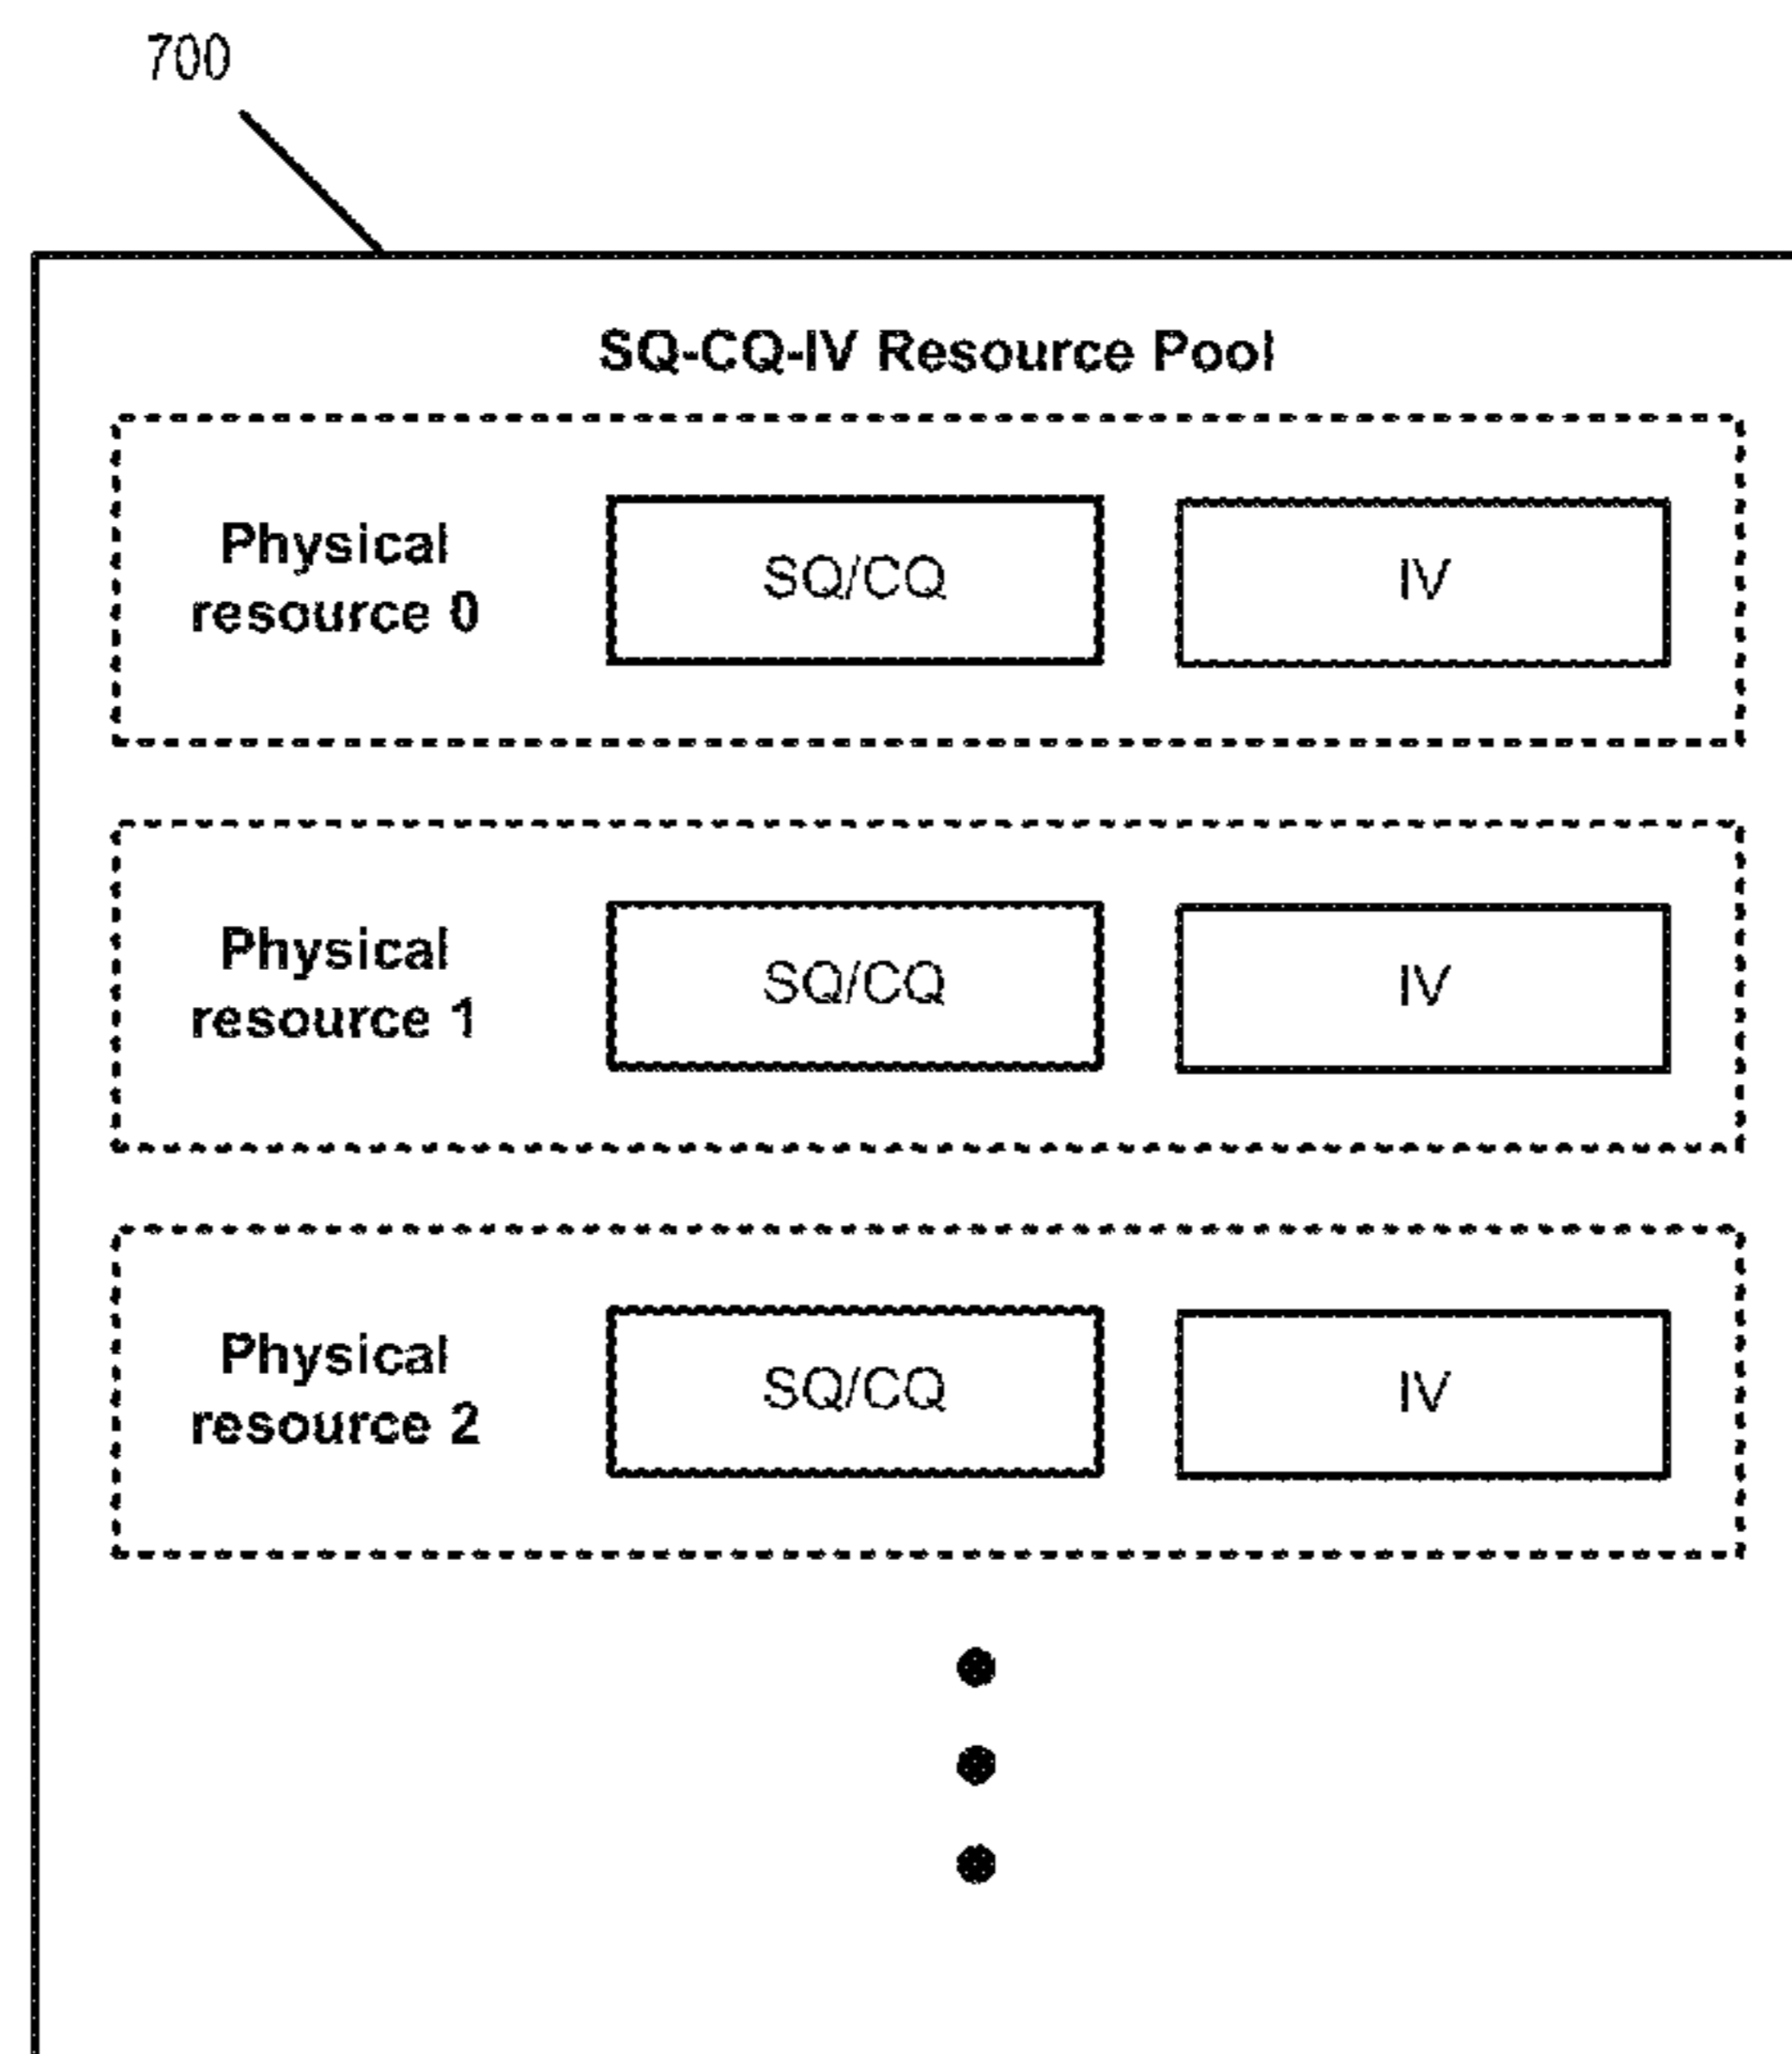 700
SQ-CQ-IV Resource Pool
Physical
resource 0
SQ/CQ
IV
Physical
resource 1
SQ/CQ
IV
Physical
resource 2
SQ/CQ
IV